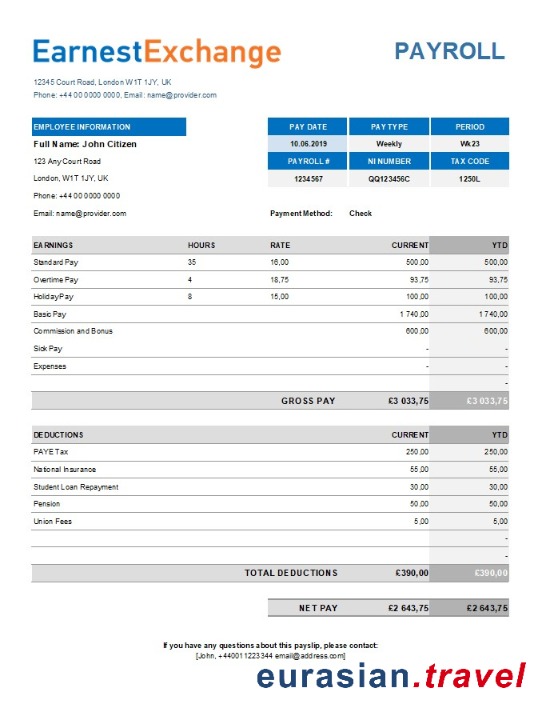 EarnestExchange
PAYROLL
12345 Court Road, London W1T 1JY, UK
Phone: +44 00 0000 0000, Email: name@provider.com
EMPLOYEE INFORMATION PAY DATE PAY TYPE PERIOD
Full Name: John Citizen 10.06.2019 Weekly Wk23
123 Any Court Road PAYROLL # NI NUMBER TAX CODE
London, W1T 1JY, UK 1234567 QQ123456C 1250L
Phone: +44 00 0000 0000
Email: name@provider.com Payment Method: Check
EARNINGS HOURS RATE CURRENT YTD
Standard Pay 35 16,00 500,00 500,00
Overtime Pay 4 18,75 93,75 93,75
Holiday Pay 8 15,00 100,00 100,00
Basic Pay 1 740,00 1 740,00
Commission and Bonus 600,00 600,00
Sick Pay - -
Expenses - -
-
GROSS PAY £3 033,75 £3 033,75
DEDUCTIONS CURRENT YTD
PAYE Tax 250,00 250,00
National Insurance 55,00 55,00
Student Loan Repayment 30,00 30,00
Pension 50,00 50,00
Union Fees 5,00 5,00
-
-
TOTAL DEDUCTIONS £390,00 £390,00
NET PAY £2 643,75 £2 643,75
If you have any questions about this payslip, please contact:
[John, +440011223344 email@address.com]
eurasian.travel